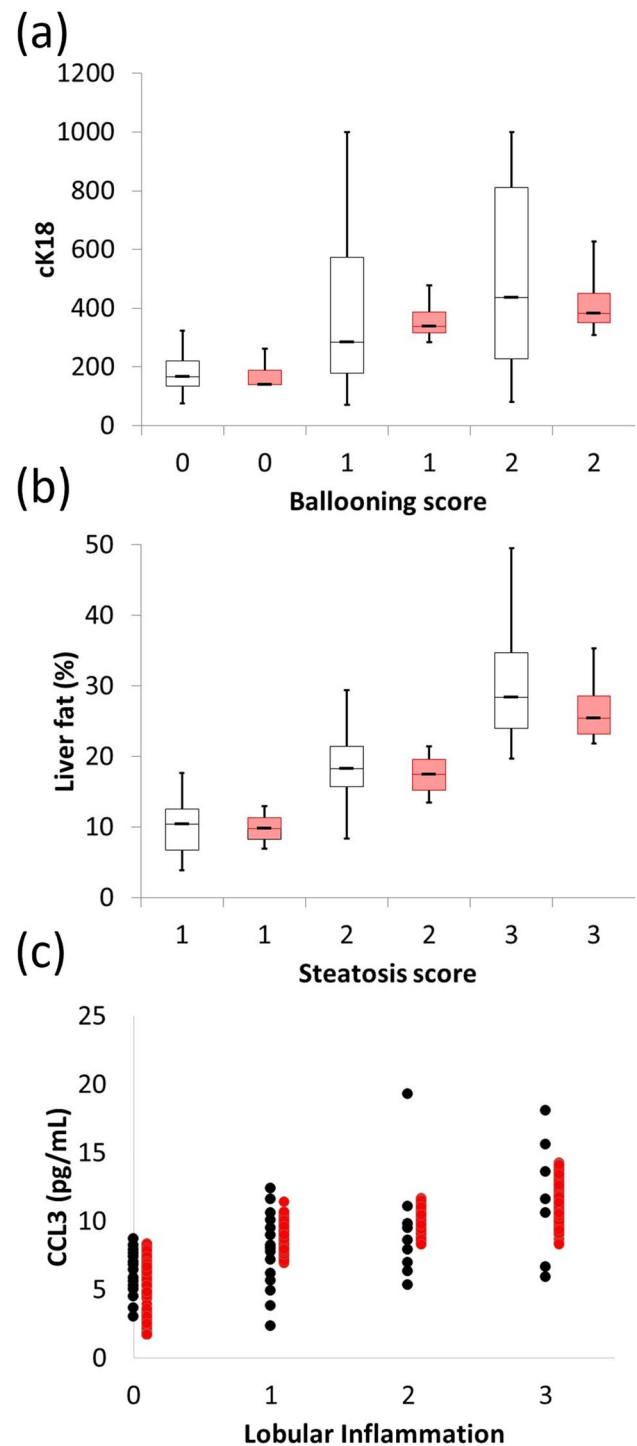 (a)
1200
1000
800
600
400
200
0
cK18
0 0 1 1 2 2
Ballooning score
(b)
50
40
30
20
10
0
Liver fat (%)
1 1 2 2 3 3
Steatosis score
(c)
25
20
15
10
5
0
CCL3 (pg/mL)
0 1 2 3
Lobular Inflammation